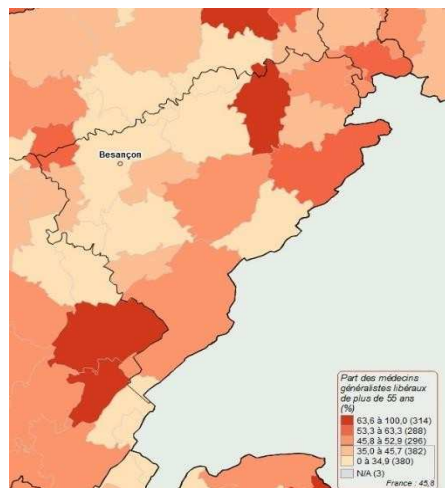 Besançon
Part des médecins
généralistes libéraux
de plus de 55 ans
(%)
63,6 à 100,0 (314)
53,3 à 63,3 (288)
45,8 à 52,9 (296)
35,0 à 45,7 (382)
0 à 34,9 (380)
N/A (3)
France : 45,8